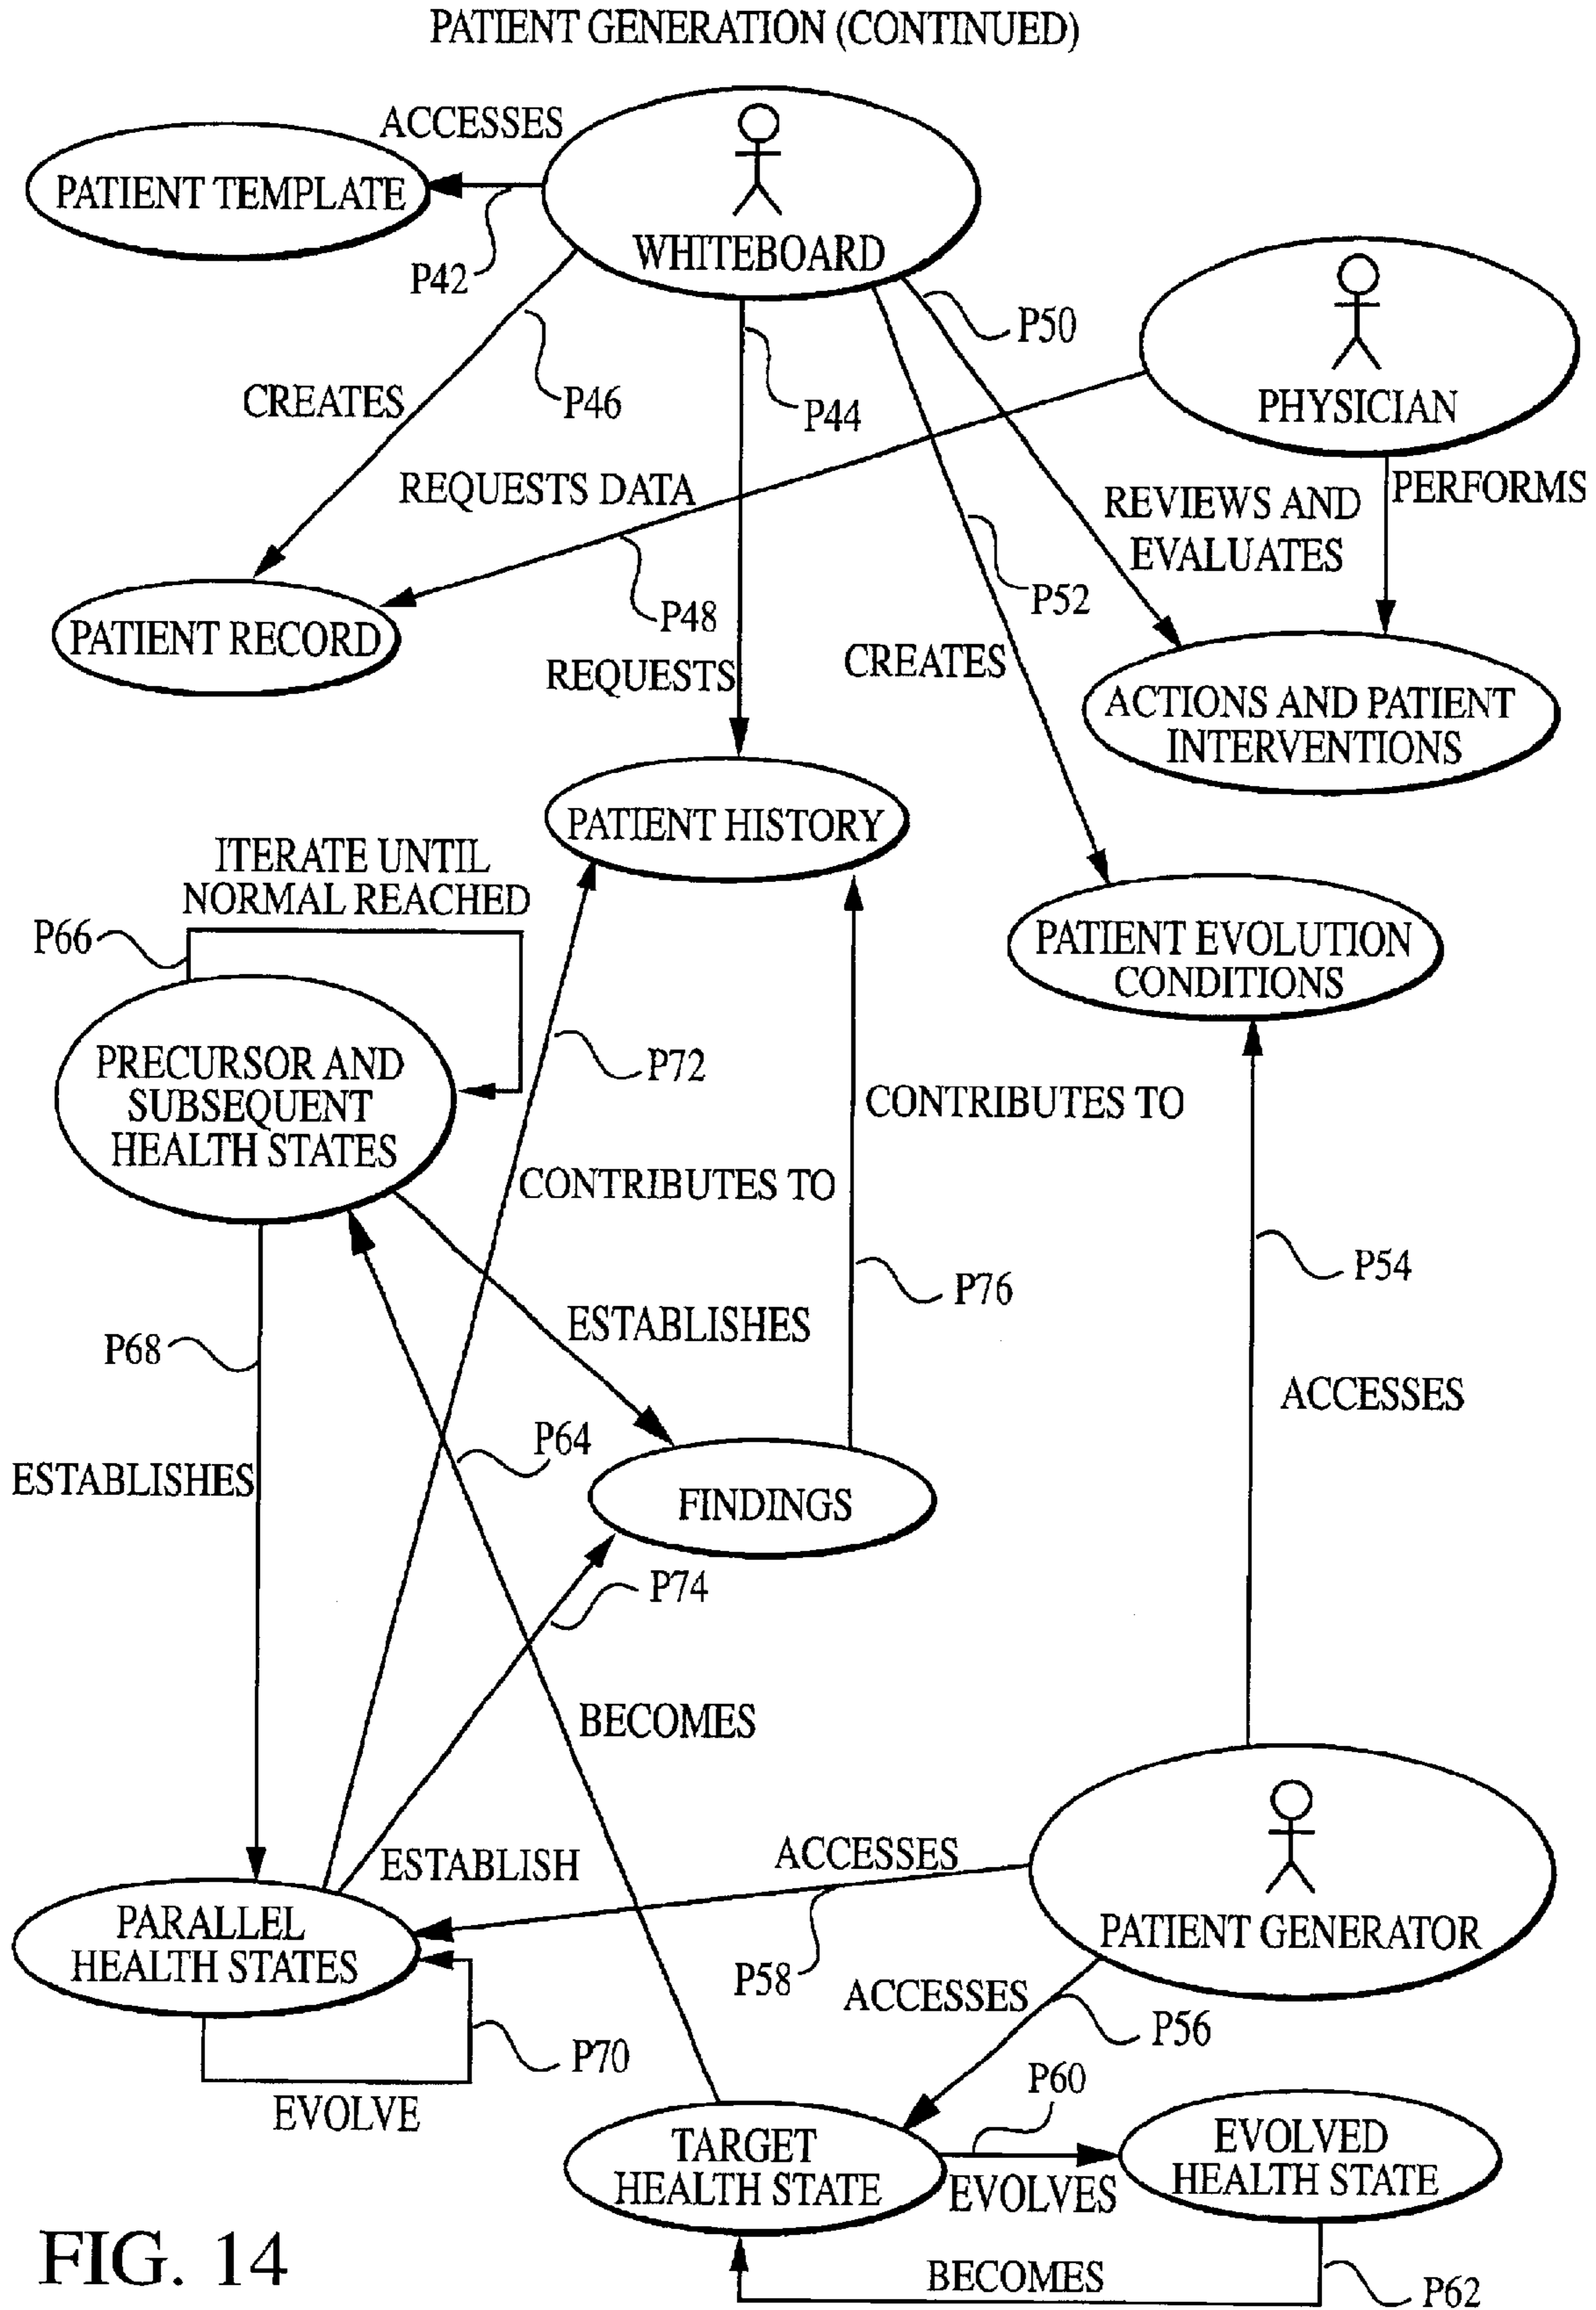 PATIENT GENERATION (CONTINUED)
ACCESSES
PATIENT TEMPLATE
WHITEBOARD
P42
P50
PHYSICIAN
CREATES
P46
P44
REQUESTS DATA
REVIEWS AND
EVALUATES
PERFORMS
P48
P52
PATIENT RECORD
REQUESTS
CREATES
ACTIONS AND PATIENT
INTERVENTIONS
PATIENT HISTORY
ITERATE UNTIL
NORMAL REACHED
P66
PATIENT EVOLUTION
CONDITIONS
PRECURSOR AND
SUBSEQUENT
HEALTH STATES
P72
CONTRIBUTES TO
CONTRIBUTES TO
P54
P76
ESTABLISHES
P68
ACCESSES
P64
ESTABLISHES
FINDINGS
P74
BECOMES
ACCESSES
ESTABLISH
PARALLEL
HEALTH STATES
PATIENT GENERATOR
P58
ACCESSES
P56
P70
EVOLVE
P60
TARGET
HEALTH STATE
EVOLVES
EVOLVED
HEALTH STATE
BECOMES
P62
FIG. 14